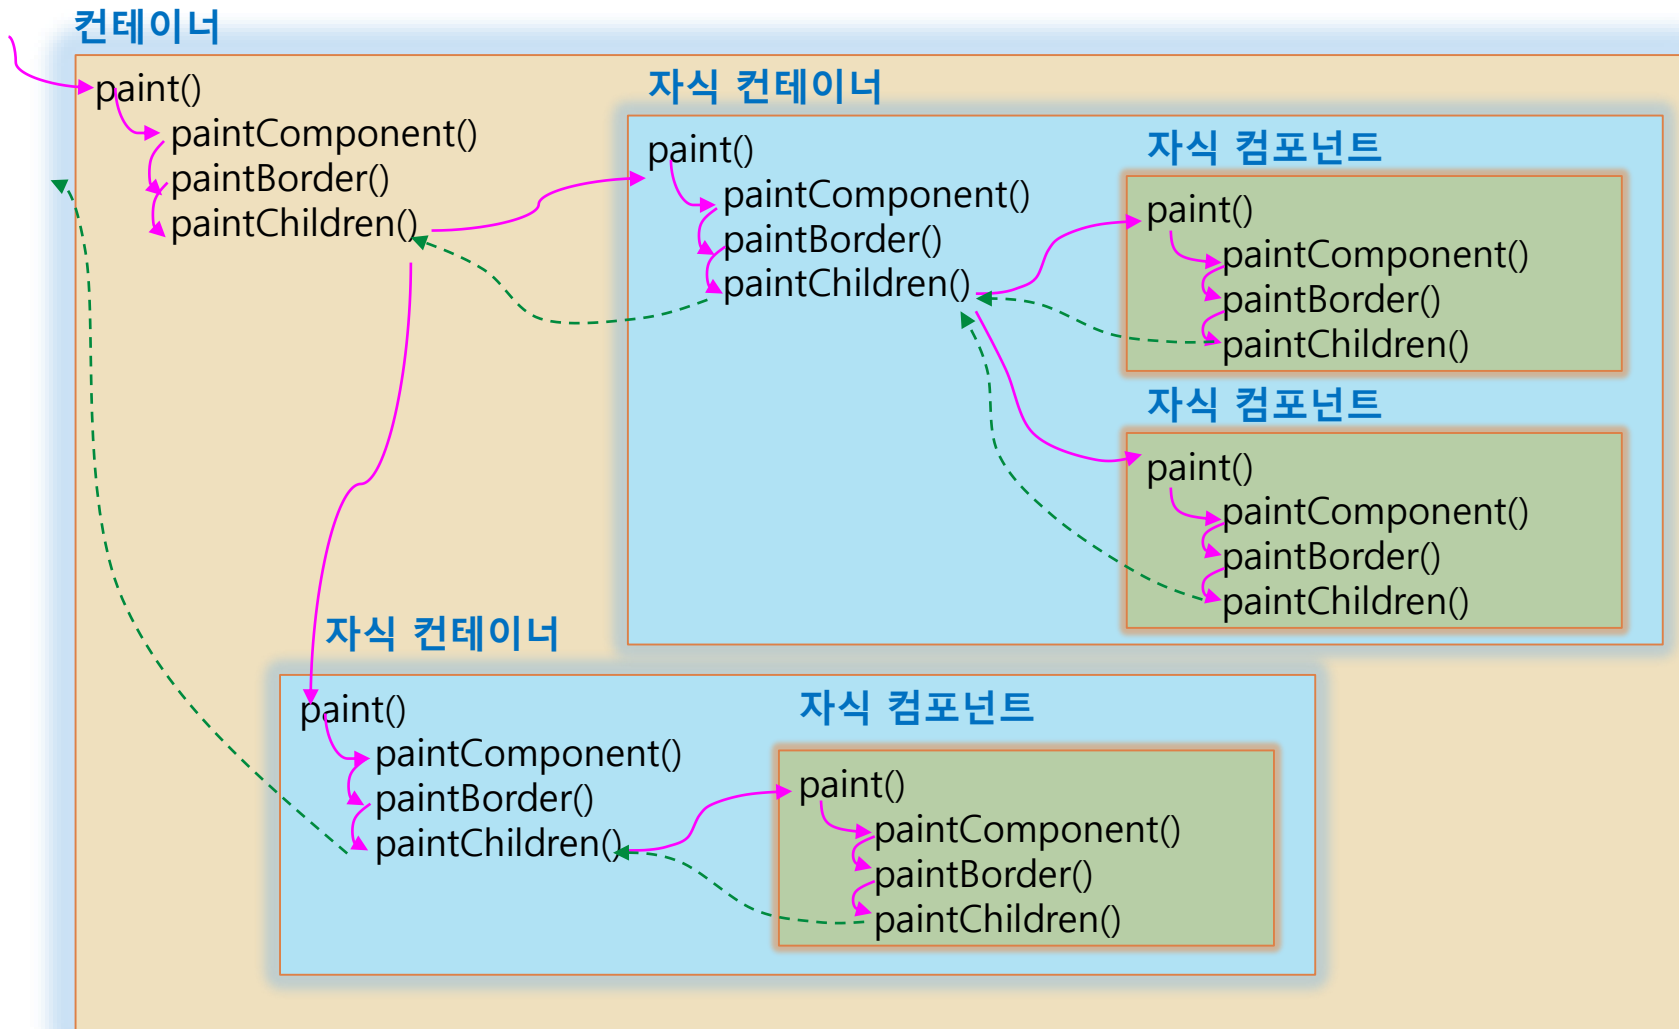 컨테이너
paint()
paintComponent()
paintBorder()
paintChildren()
자식 컨테이너
paint()
paintComponent()
paintBorder()
paintChildren()
자식 컴포넌트
paint()
paintComponent()
paintBorder()
paintChildren()
자식 컴포넌트
paint()
paintComponent()
paintBorder()
paintChildren()
자식 컨테이너
paint()
paintComponent()
paintBorder()
paintChildren()
자식 컴포넌트
paint()
paintComponent()
paintBorder()
paintChildren()